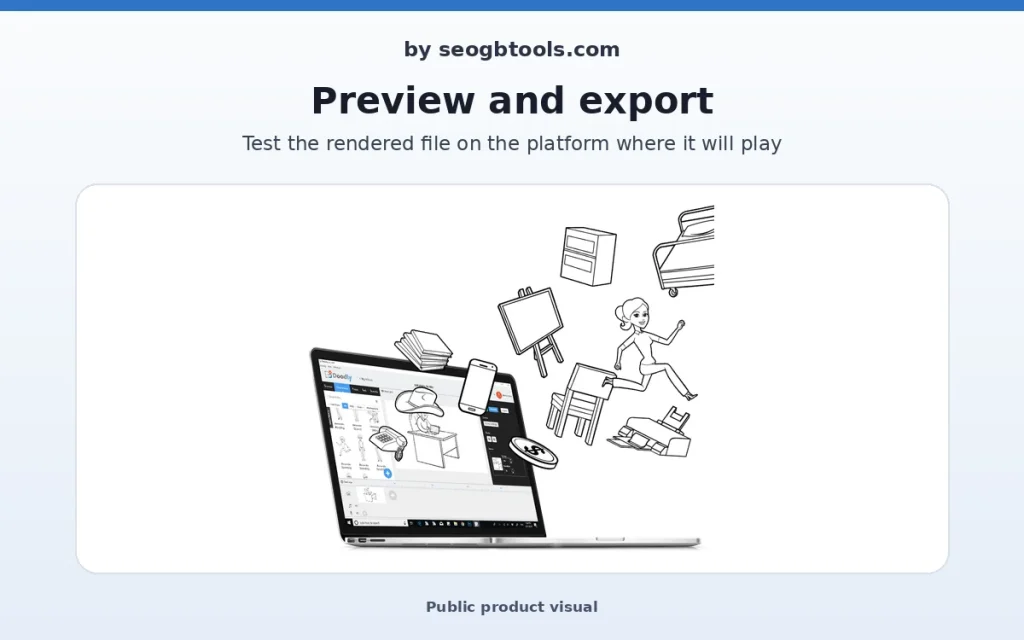 by seogbtools.com
Preview and export
Test the rendered file on the platform where it will play
Doodly
$
Public product visual